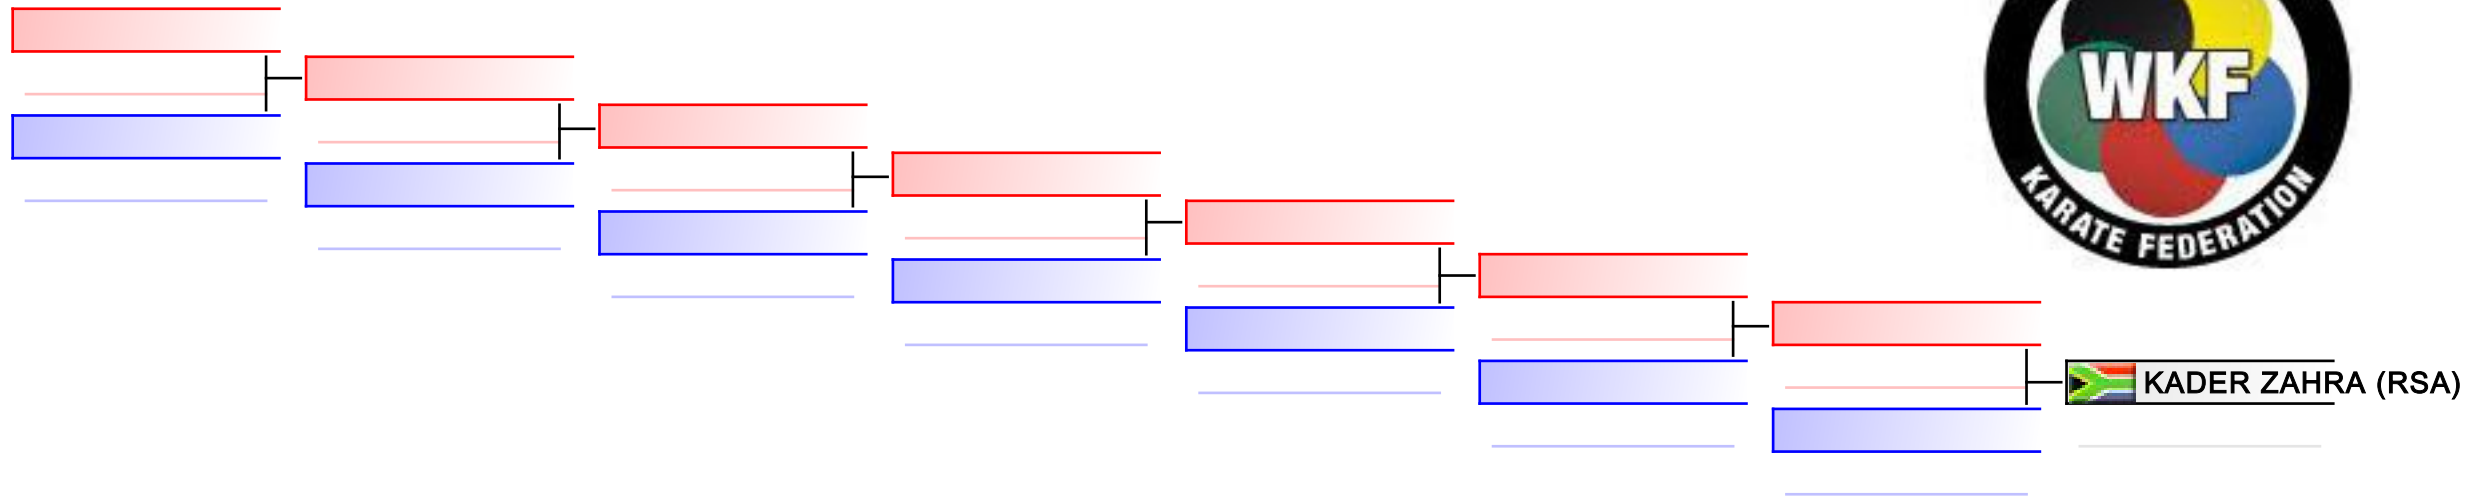 WKF
KARATE FEDERATION
KADER ZAHRA (RSA)